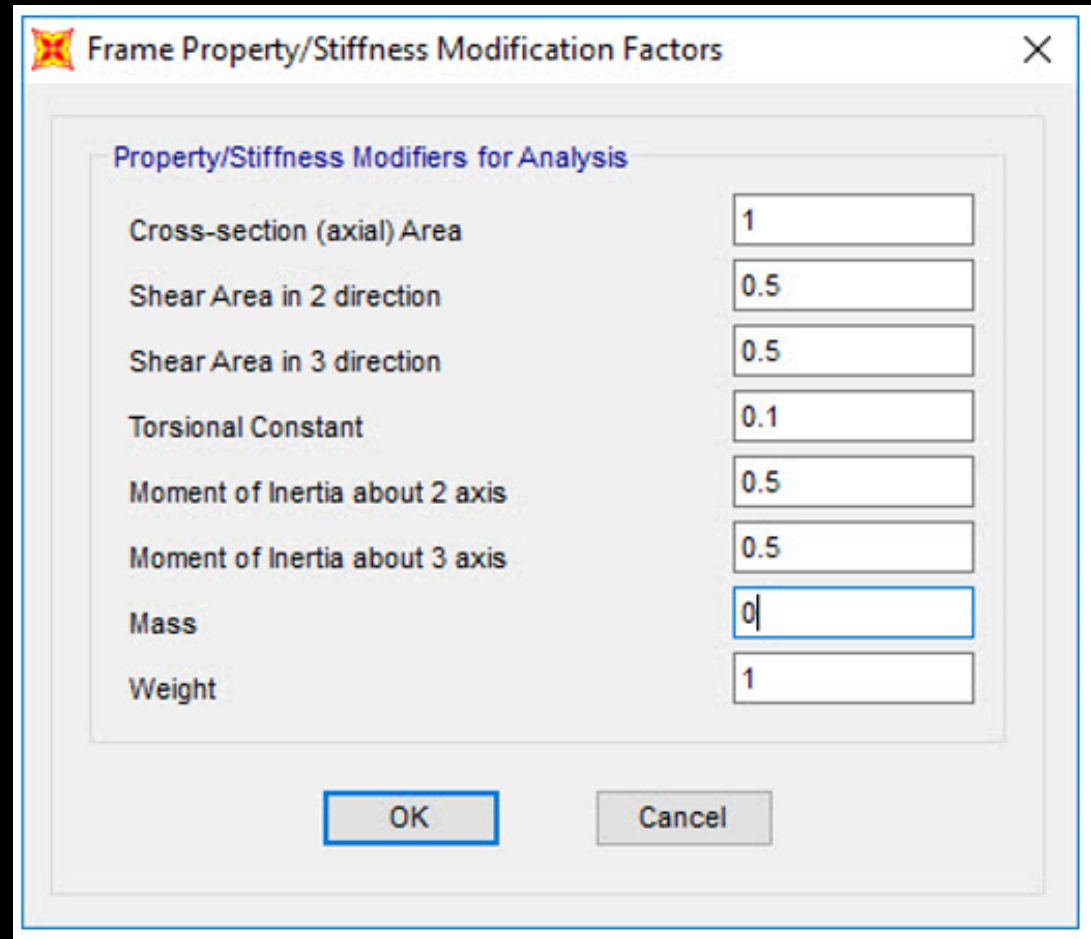 Frame Property/Stiffness Modification Factors
Property/Stiffness Modifiers for Analysis
Cross-section (axial) Area 1
Shear Area in 2 direction 0.5
Shear Area in 3 direction 0.5
Torsional Constant 0.1
Moment of Inertia about 2 axis 0.5
Moment of Inertia about 3 axis 0.5
Mass 0
Weight 1
OK Cancel